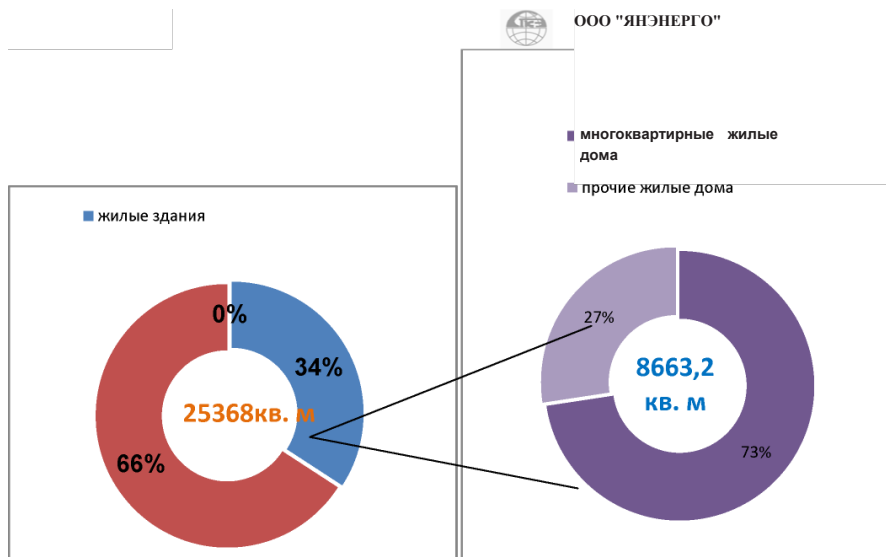 ООО "ЯНЭНЕРГО"
многоквартирные жилые
дома
прочие жилые дома
жилые здания
0%
34%
25368кв. м
66%
27%
8663,2
кв. м
73%